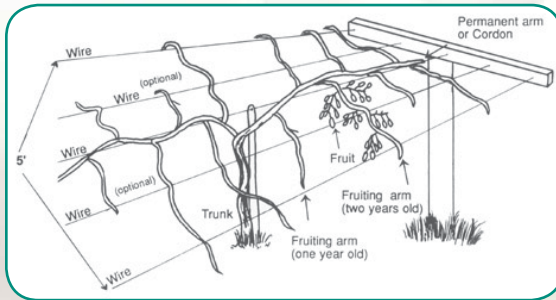 Permanent arm
or Cordon
Wire
(optional)
Wire
5'
Wire
(optional)
Wire
Wire
Trunk
Fruit
Fruiting arm
(two years old)
Fruiting arm
(one year old)